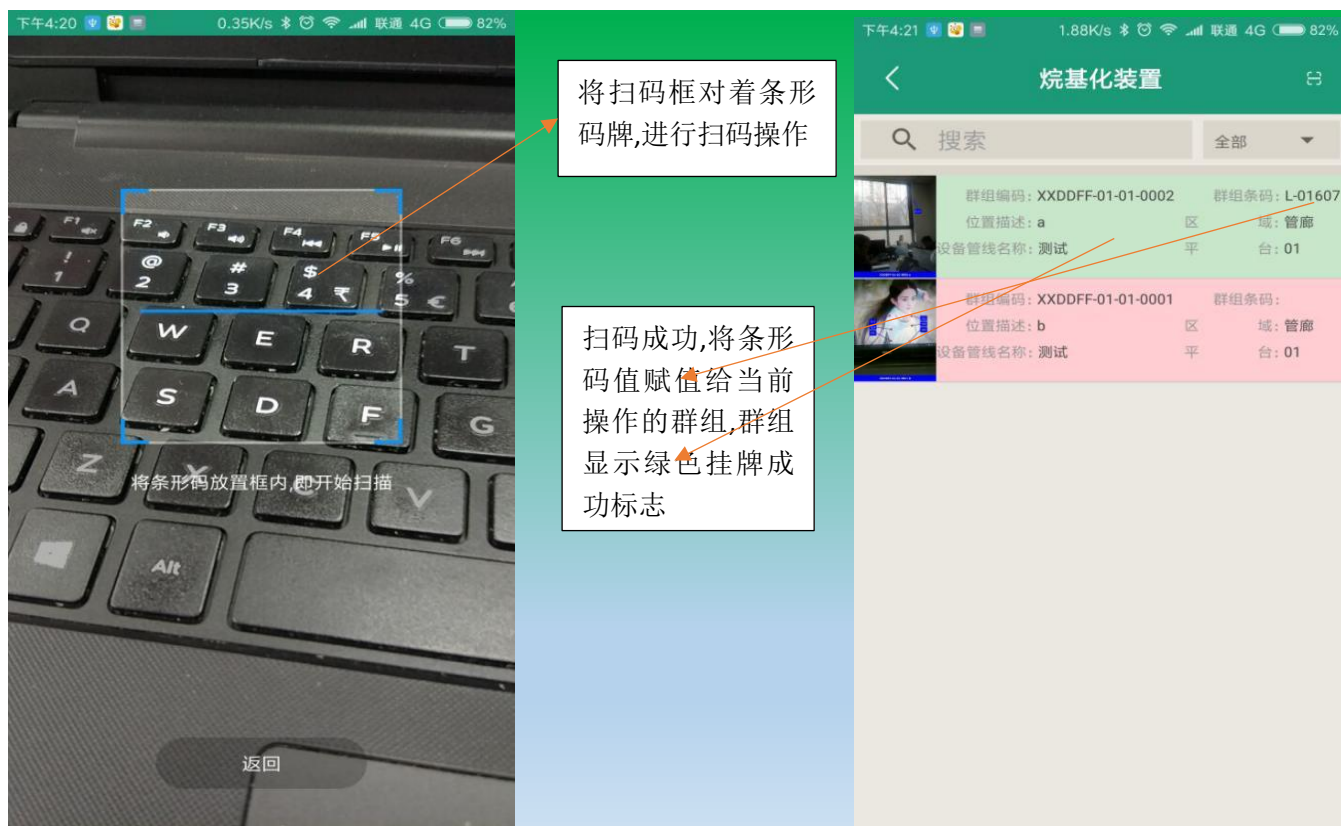 下午4:20
0.35K/s
联通 4G
82%
F1
F2
F3
F4
F5
F6
!
1
@
2
#
3
$
4
₹
%
5
€
Q
W
E
R
T
A
S
D
F
G
Z
X
C
V
将条形码放置框内,即开始扫描
Alt
返回
将扫码框对着条形
码牌,进行扫码操作
扫码成功,将条形
码值赋值给当前
操作的群组,群组
显示绿色挂牌成
功标志
下午4:21
1.88K/s
联通 4G
82%
烷基化装置
搜索
全部
群组编码: XXDDFF-01-01-0002 群组条码: L-01607
位置描述: a 区 域: 管廊
设备管线名称: 测试 平 台: 01
群组编码: XXDDFF-01-01-0001 群组条码:
位置描述: b 区 域: 管廊
设备管线名称: 测试 平 台: 01